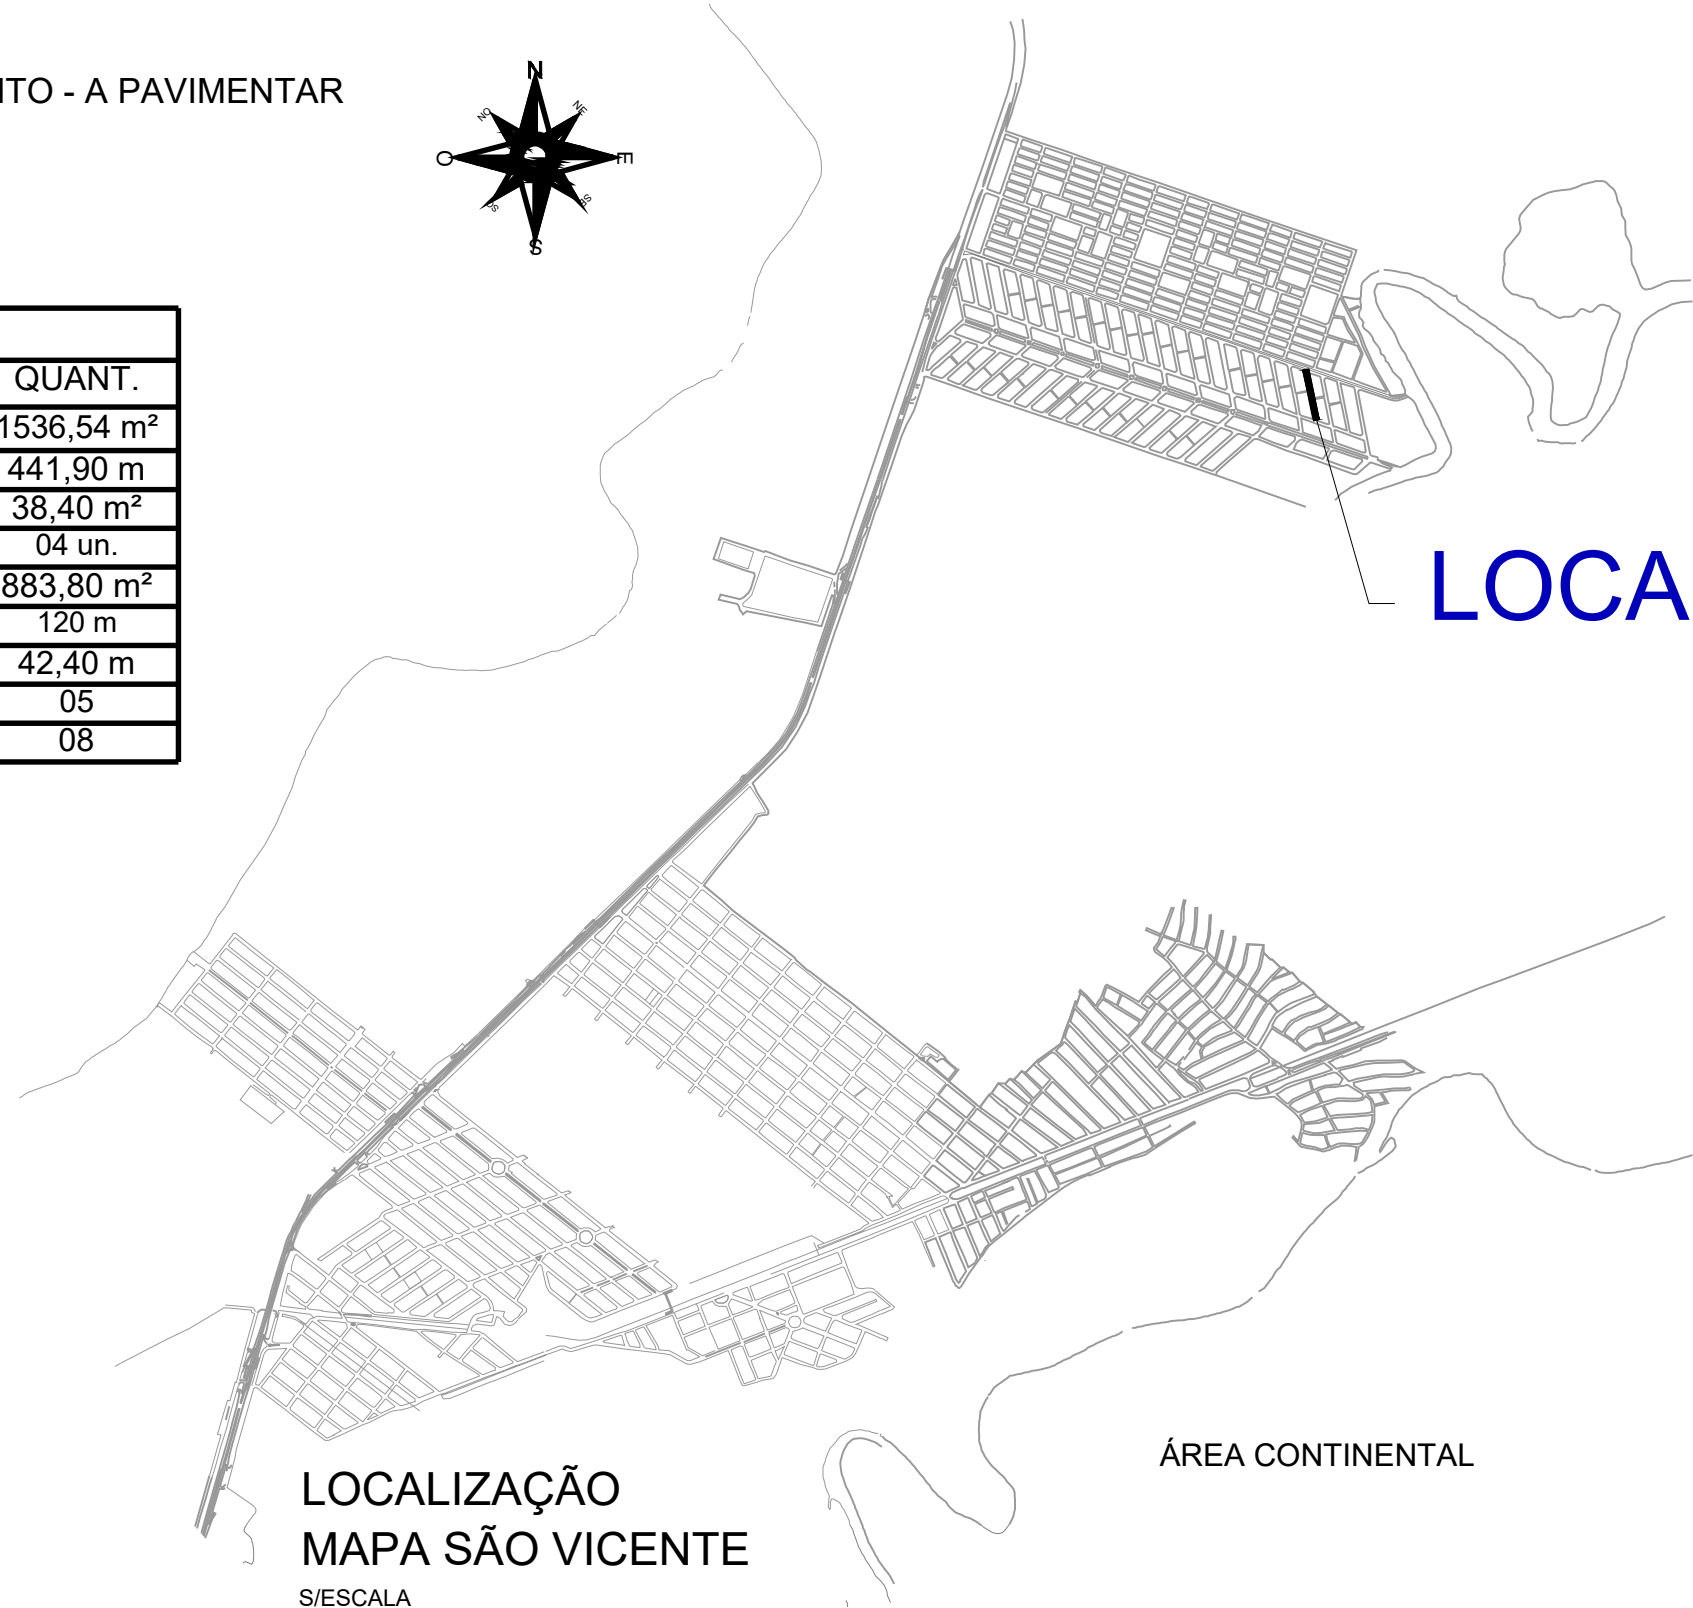 NTO - A PAVIMENTAR
N
NO
NE
O
E
SO
SE
S
QUANT.
1536,54 m²
441,90 m
38,40 m²
04 un.
883,80 m²
120 m
42,40 m
05
08
LOCA
ÁREA CONTINENTAL
LOCALIZAÇÃO
MAPA SÃO VICENTE
S/ESCALA